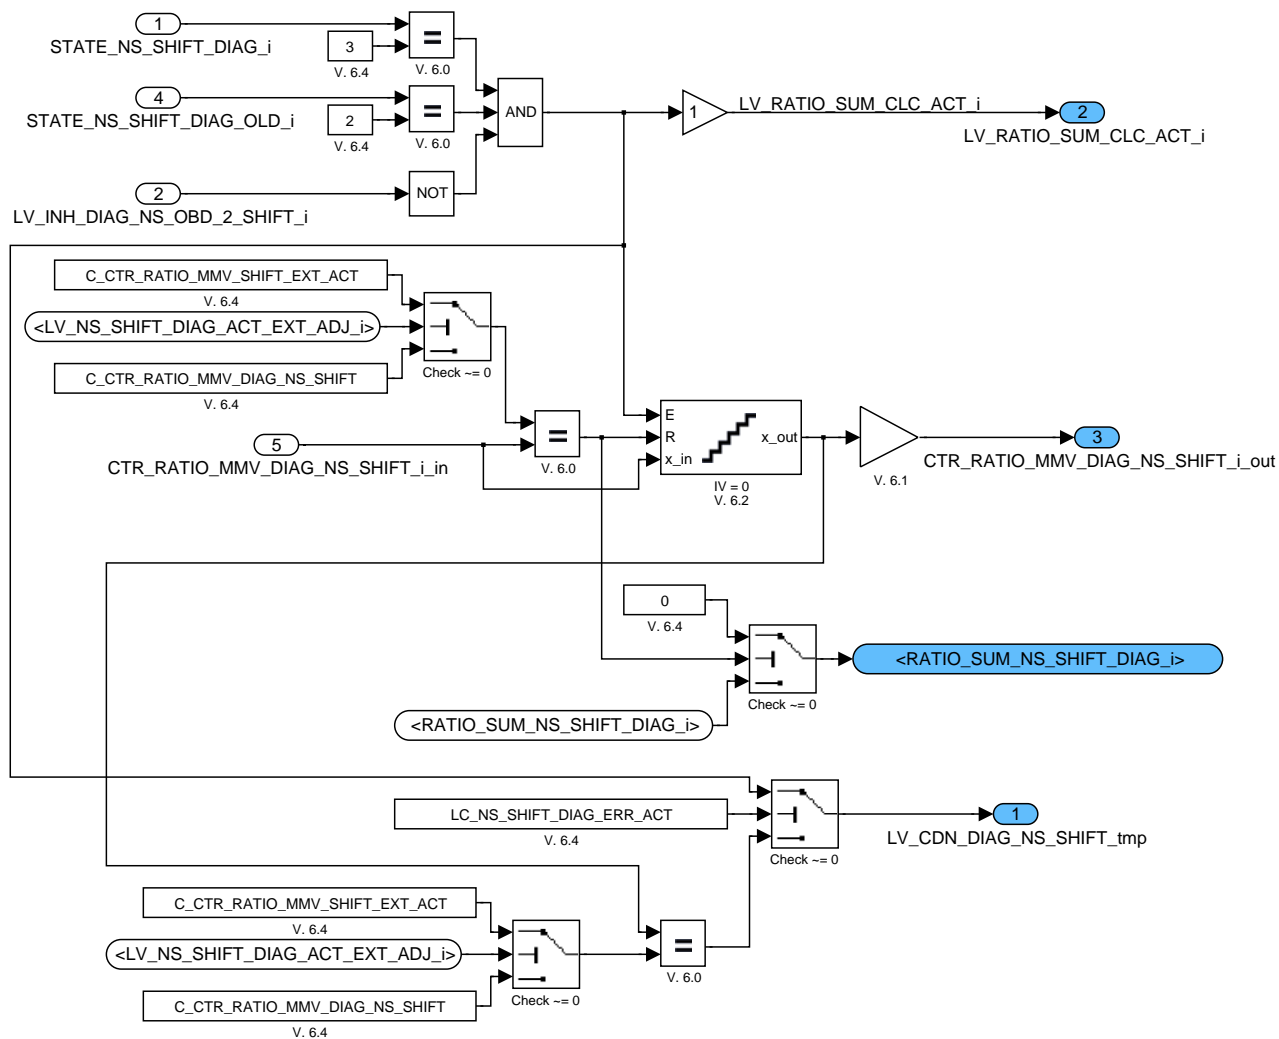 1
STATE_NS_SHIFT_DIAG_i
3
V. 6.4
=
V. 6.0
4
STATE_NS_SHIFT_DIAG_OLD_i
2
V. 6.4
=
V. 6.0
AND
1
LV_RATIO_SUM_CLC_ACT_i
2
LV_RATIO_SUM_CLC_ACT_i
2
LV_INH_DIAG_NS_OBD_2_SHIFT_i
NOT
C_CTR_RATIO_MMV_SHIFT_EXT_ACT
V. 6.4
<LV_NS_SHIFT_DIAG_ACT_EXT_ADJ_i>
C_CTR_RATIO_MMV_DIAG_NS_SHIFT
V. 6.4
Check ~= 0
5
CTR_RATIO_MMV_DIAG_NS_SHIFT_i_in
=
V. 6.0
E
R
x_in
x_out
IV = 0
V. 6.2
V. 6.1
3
CTR_RATIO_MMV_DIAG_NS_SHIFT_i_out
0
V. 6.4
Check ~= 0
<RATIO_SUM_NS_SHIFT_DIAG_i>
<RATIO_SUM_NS_SHIFT_DIAG_i>
LC_NS_SHIFT_DIAG_ERR_ACT
V. 6.4
Check ~= 0
1
LV_CDN_DIAG_NS_SHIFT_tmp
C_CTR_RATIO_MMV_SHIFT_EXT_ACT
V. 6.4
<LV_NS_SHIFT_DIAG_ACT_EXT_ADJ_i>
C_CTR_RATIO_MMV_DIAG_NS_SHIFT
V. 6.4
Check ~= 0
=
V. 6.0